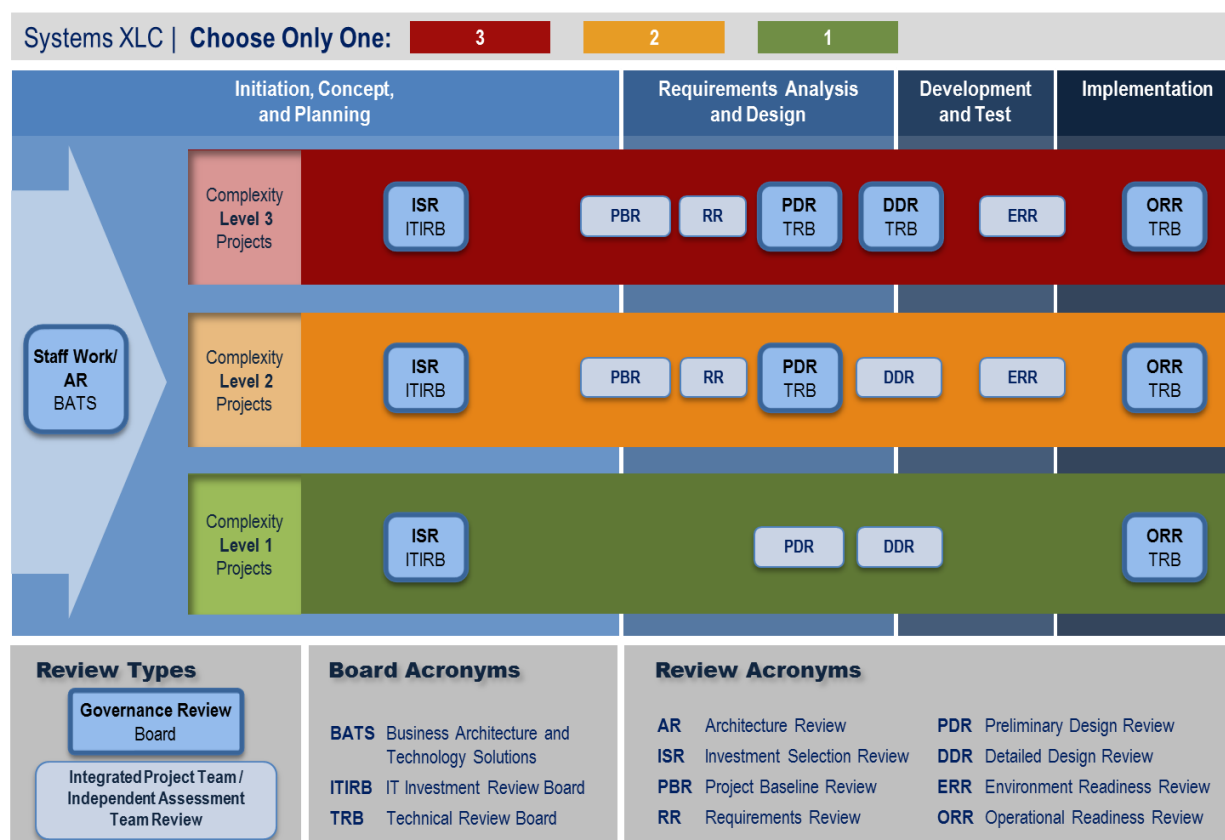 Systems XLC | Choose Only One: 3 2 1
Initiation, Concept,
and Planning
Requirements Analysis
and Design
Development
and Test
Implementation
Staff Work/
AR
BATS
Complexity
Level 3
Projects
ISR
ITIRB
PBR
RR
PDR
TRB
DDR
TRB
ERR
ORR
TRB
Complexity
Level 2
Projects
ISR
ITIRB
PBR
RR
PDR
TRB
DDR
ERR
ORR
TRB
Complexity
Level 1
Projects
ISR
ITIRB
PDR
DDR
ORR
TRB
Review Types
Governance Review
Board
Integrated Project Team /
Independent Assessment
Team Review
Board Acronyms
BATS Business Architecture and
Technology Solutions
ITIRB IT Investment Review Board
TRB Technical Review Board
Review Acronyms
AR Architecture Review
ISR Investment Selection Review
PBR Project Baseline Review
RR Requirements Review
PDR Preliminary Design Review
DDR Detailed Design Review
ERR Environment Readiness Review
ORR Operational Readiness Review